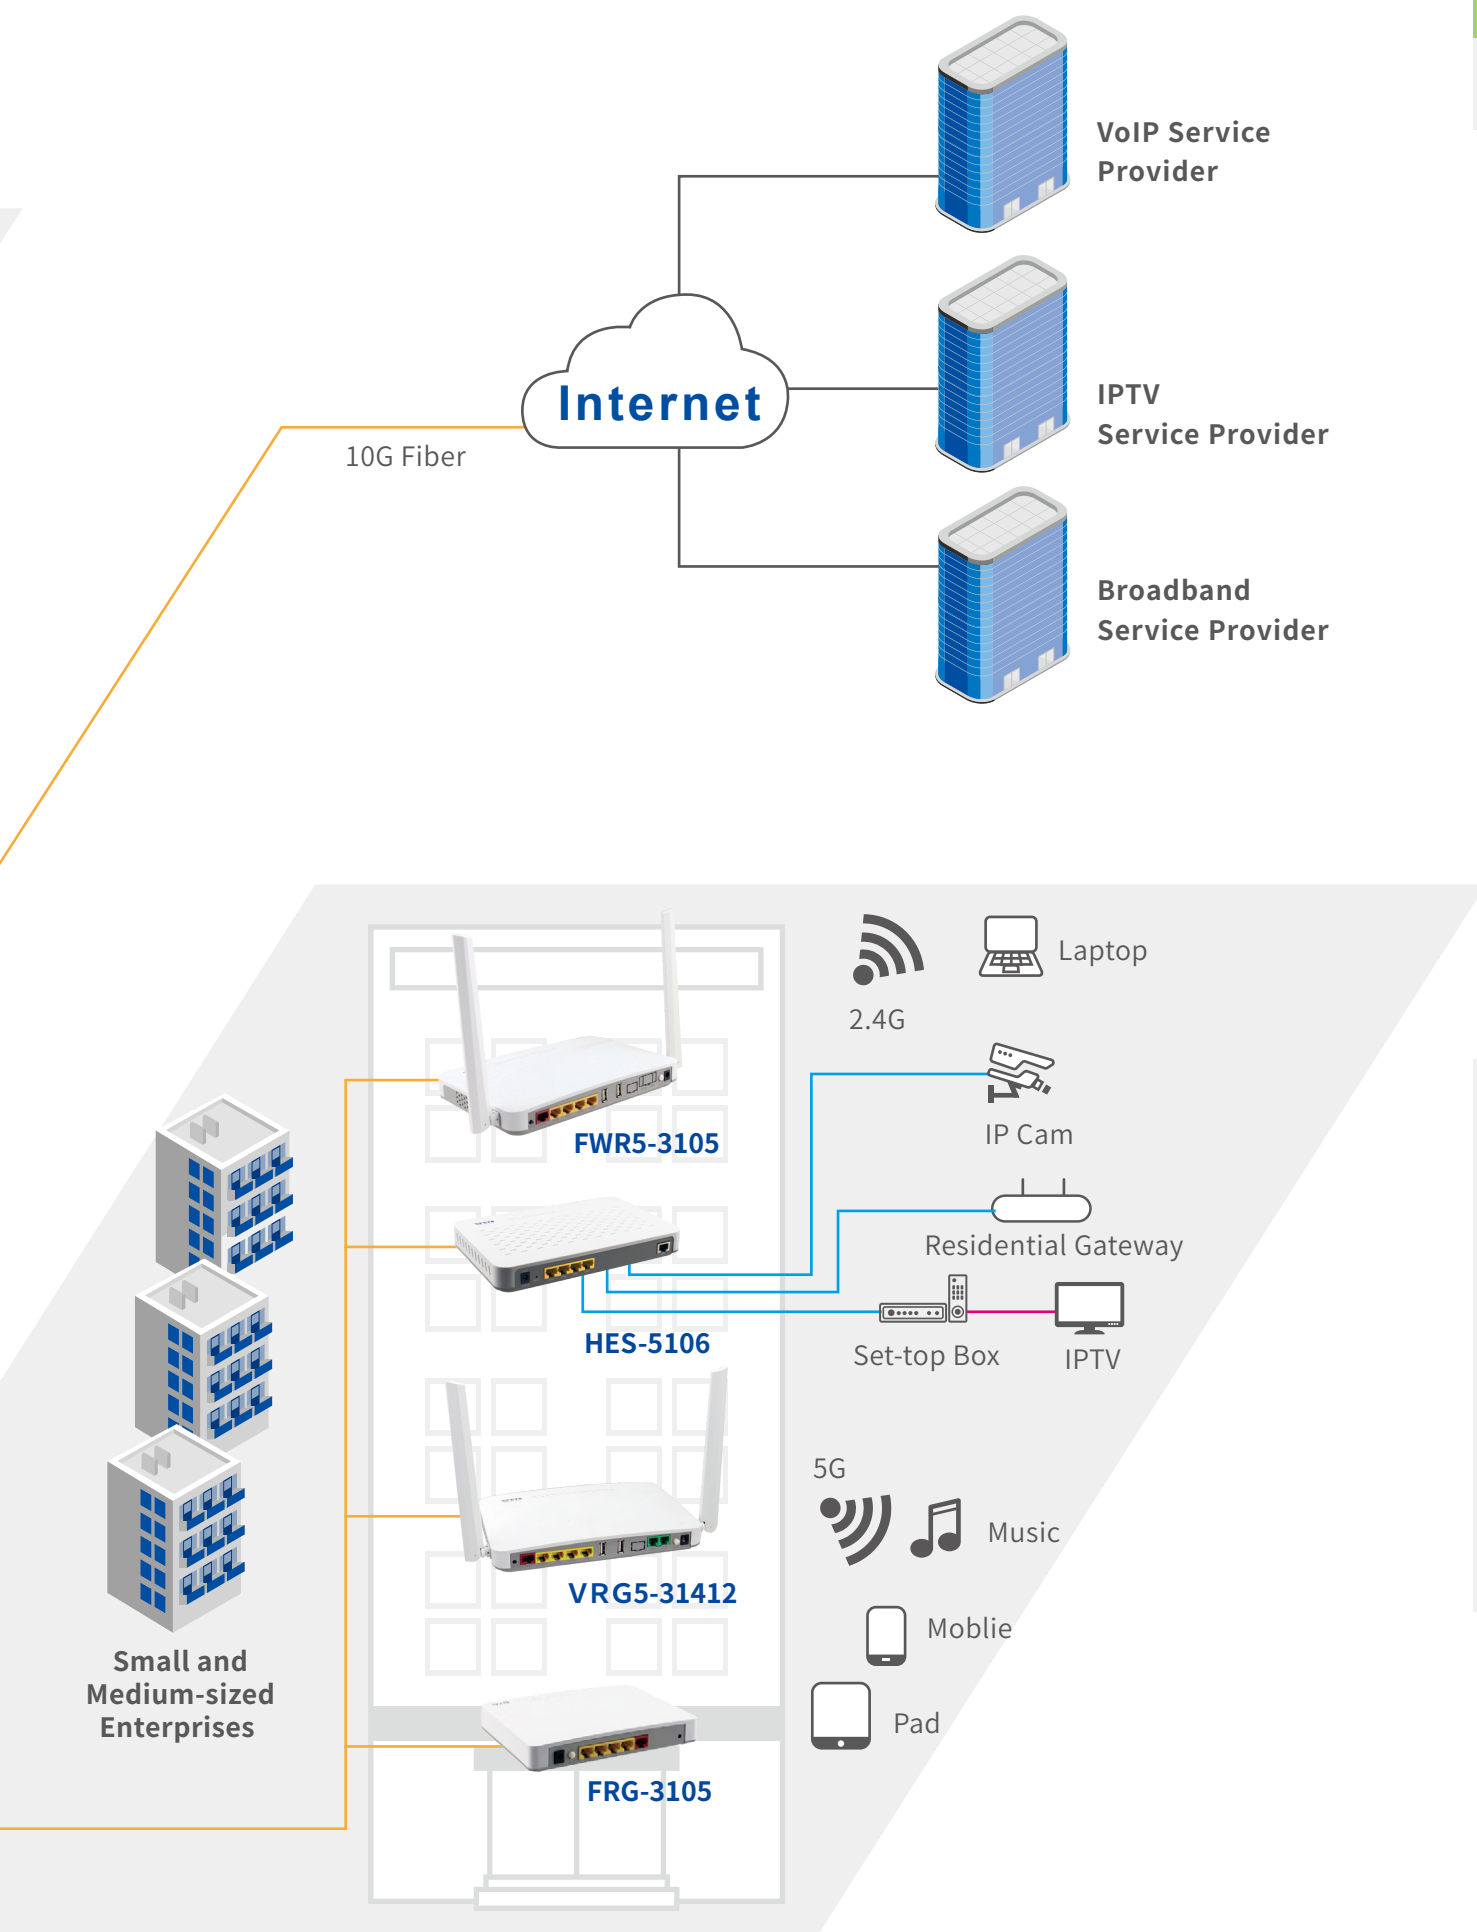 VoIP Service
Provider
Internet
IPTV
Service Provider
10G Fiber
Broadband
Service Provider
Laptop
2.4G
IP Cam
FWR5-3105
Residential Gateway
HES-5106
Set-top Box
IPTV
5G
Music
VRG5-31412
Moblie
Small and
Medium-sized
Enterprises
Pad
FRG-3105